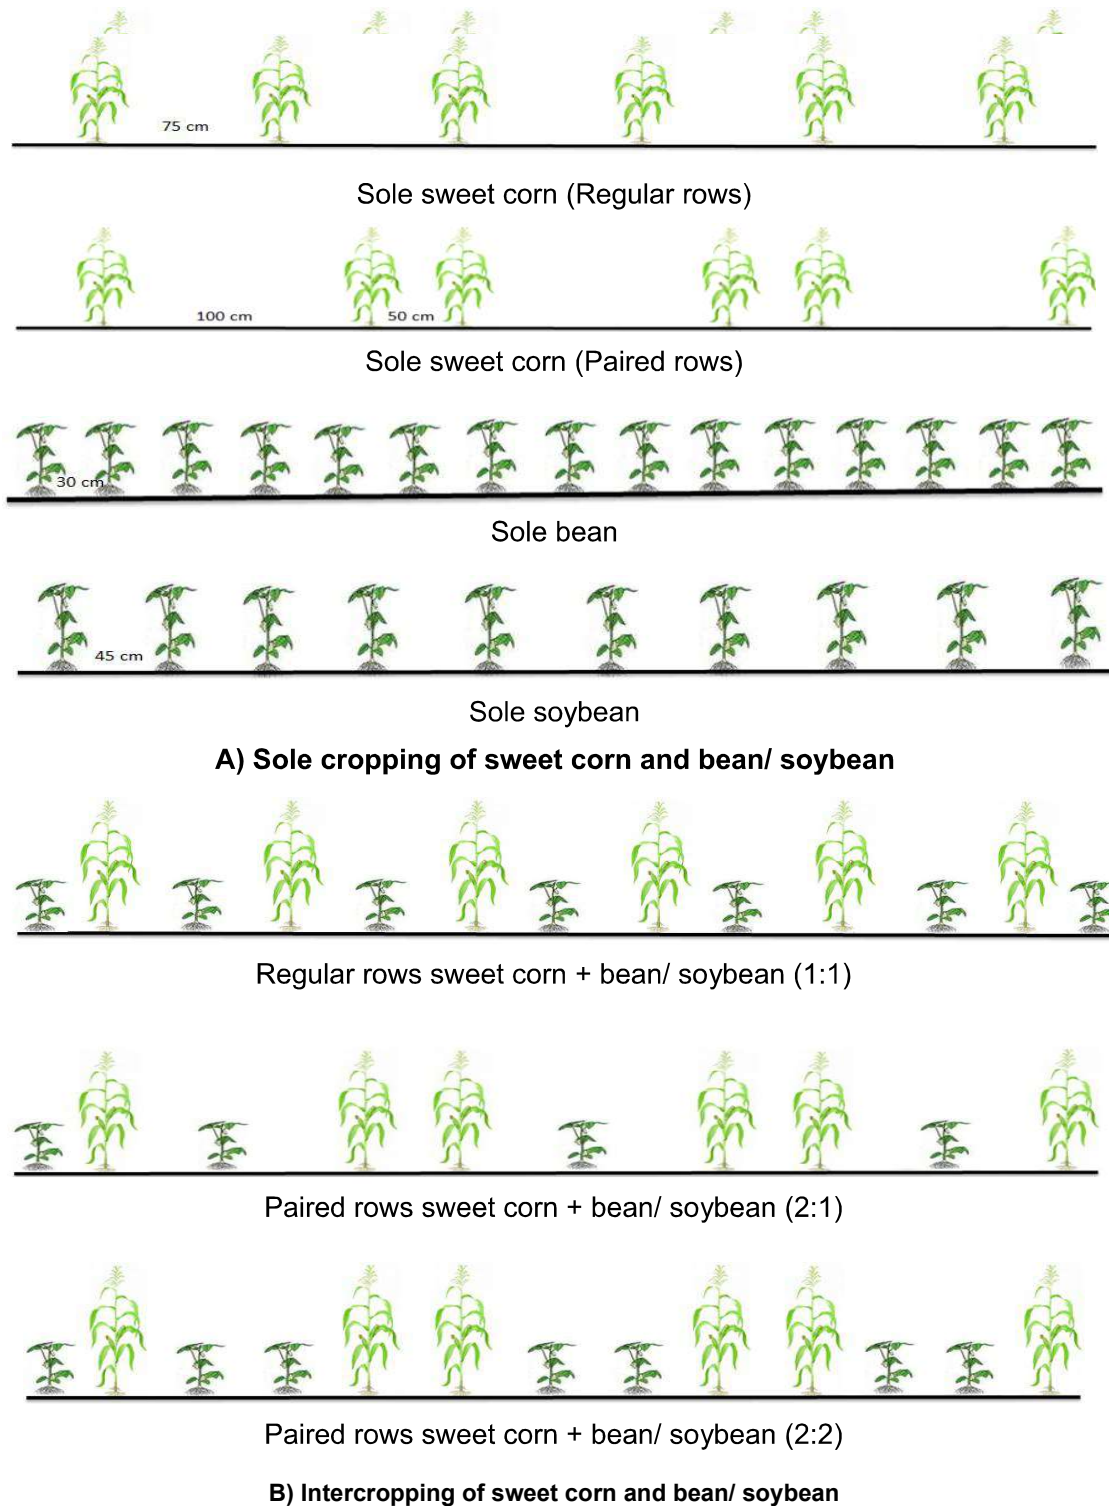 75 cm
Sole sweet corn (Regular rows)
100 cm
50 cm
Sole sweet corn (Paired rows)
30 cm
Sole bean
45 cm
Sole soybean
A) Sole cropping of sweet corn and bean/ soybean
Regular rows sweet corn + bean/ soybean (1:1)
Paired rows sweet corn + bean/ soybean (2:1)
Paired rows sweet corn + bean/ soybean (2:2)
B) Intercropping of sweet corn and bean/ soybean